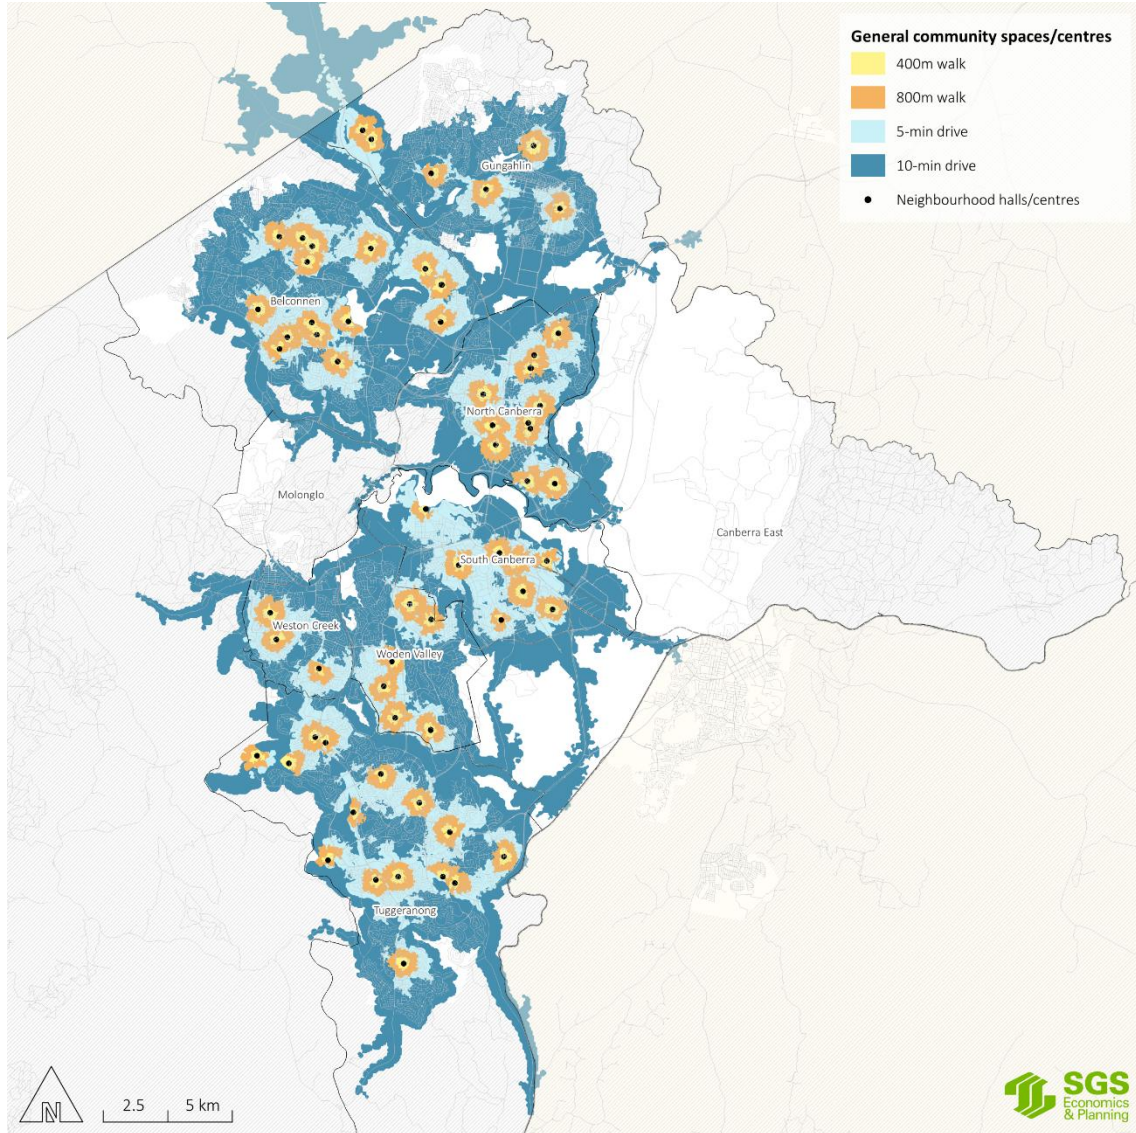 General community spaces/centres
400m walk
800m walk
5-min drive
10-min drive
Neighbourhood halls/centres
Gungahlin
Belconnen
North Canberra
Molonglo
Canberra East
South Canberra
Weston Creek
Woden Valley
Tuggeranong
N
2.5 5 km
SGS
Economics
& Planning